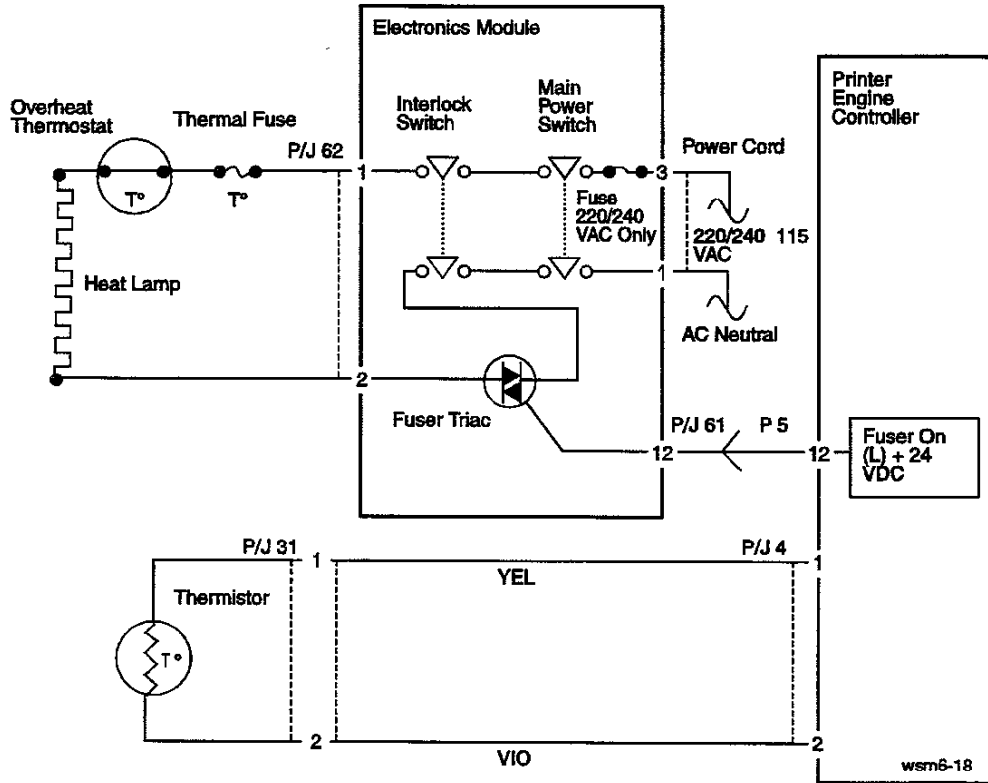 Electronics Module
Printer
Engine
Controller
Overheat
Thermostat
Thermal Fuse
Interlock
Switch
Main
Power
Switch
P/J 62
1
3
Power Cord
T°
T°
Fuse
220/240
VAC Only
220/240 115
VAC
Heat Lamp
1
AC Neutral
2
Fuser Triac
P/J 61
P 5
12
12
Fuser On
(L) + 24
VDC
P/J 31
1
P/J 4
1
YEL
Thermistor
T°
2
VIO
2
wsm6-18